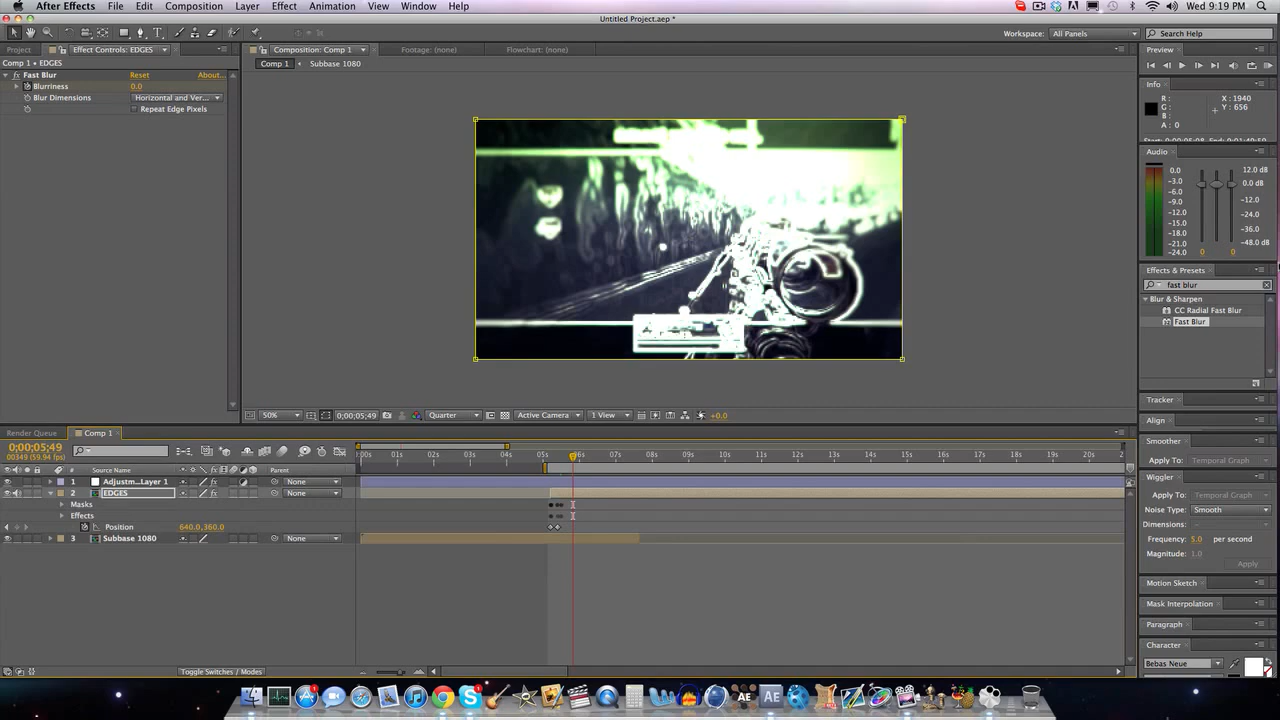 After Effects File Edit Composition Layer Effect Animation View Window Help Wed 9:19 PM
Untitled Project.aep *
Workspace: All Panels Search Help
Project Effect Controls: EDGES Composition: Comp 1 Footage: (none) Flowchart: (none) Preview
Comp 1 • EDGES Comp 1 Subbase 1080
fx Fast Blur Reset About...
Blurriness 0.0
Blur Dimensions Horizontal and Ver...
Repeat Edge Pixels
Info
R: X: 1940
G: Y: 656
B:
A: 0
Audio
0.0 12.0 dB
-3.0 0.0 dB
-6.0 -12.0
-9.0
-12.0 -24.0
-15.0
-18.0 -36.0
-21.0
-24.0 -48.0 dB
0 0
Effects & Presets
fast blur
Blur & Sharpen
CC Radial Fast Blur
Fast Blur
Tracker
Align
50% 0;00;05;49 Quarter Active Camera 1 View +0.0
Render Queue Comp 1
0;00;05;49
00349 (59.94 fps)
:00s 01s 02s 03s 04s 05s 06s 07s 08s 09s 10s 11s 12s 13s 14s 15s 16s 17s 18s 19s 20s
# Source Name Parent
1 Adjustm...Layer 1 None
2 EDGES None
Masks
Effects
Position 640.0,360.0
3 Subbase 1080 None
Toggle Switches / Modes
Smoother
Apply To: Temporal Graph
Wiggler
Apply To: Temporal Graph
Noise Type: Smooth
Dimensions:
Frequency: 5.0 per second
Magnitude: 1.0
Apply
Motion Sketch
Mask Interpolation
Paragraph
Character
Bebas Neue
AE AE